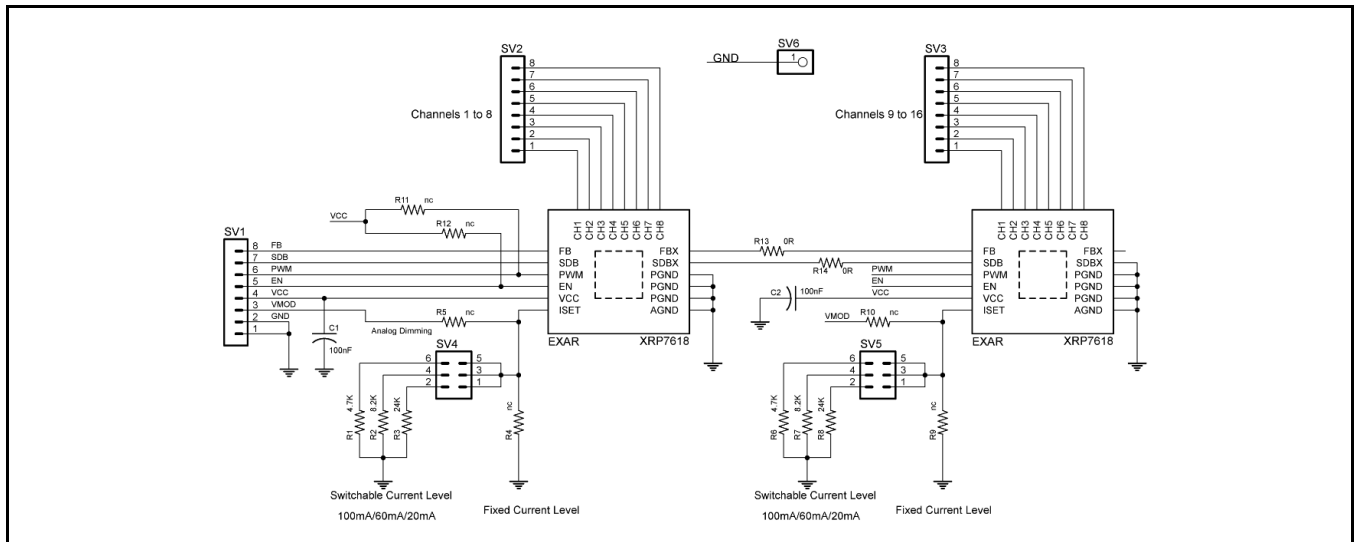 SV2
8
7
6
5
4
3
2
1
Channels 1 to 8
GND
SV6
1
SV3
8
7
6
5
4
3
2
1
Channels 9 to 16
VCC
R11 nc
R12 nc
SV1
8 FB
7 SDB
6 PWM
5 EN
4 VCC
3 VMOD
2 GND
1
C1
100nF
Analog Dimming
R5 nc
CH1
CH2
CH3
CH4
CH5
CH6
CH7
CH8
FB
SDB
PWM
EN
VCC
ISET
FBX
SDBX
PGND
PGND
PGND
AGND
EXAR XRP7618
R13 0R
R14 0R
PWM
EN
VCC
C2 100nF
VMOD
R10 nc
CH1
CH2
CH3
CH4
CH5
CH6
CH7
CH8
FB
SDB
PWM
EN
VCC
ISET
FBX
SDBX
PGND
PGND
PGND
AGND
EXAR XRP7618
SV4
6 5
4 3
2 1
R1 4.7K
R2 8.2K
R3 24K
R4 nc
Switchable Current Level
100mA/60mA/20mA
Fixed Current Level
SV5
6 5
4 3
2 1
R6 4.7K
R7 8.2K
R8 24K
R9 nc
Switchable Current Level
100mA/60mA/20mA
Fixed Current Level